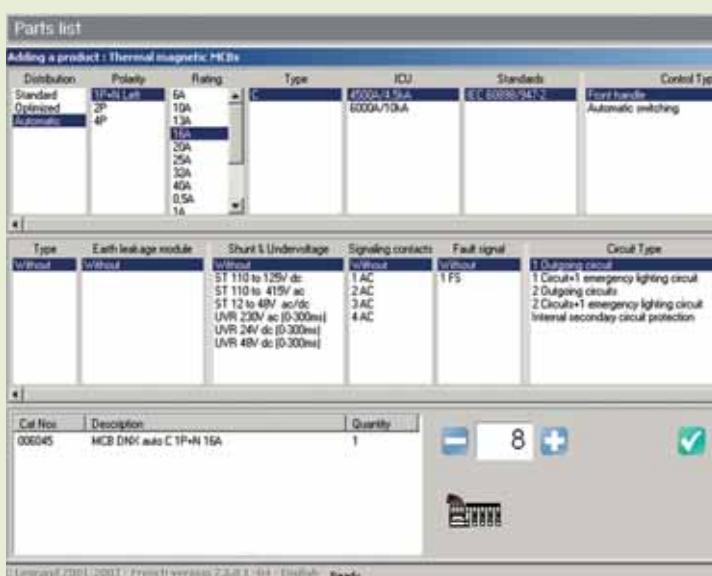 Parts list
Adding a product : Thermal magnetic MCBs
Distribution Polarity Rating Type ICU Standards Control Typ
Standard 1P+N Left 6A C 4500A/4.5kA IEC 60898/947-2 Front handle
Optimized 2P 10A 6000A/10kA Automatic switching
Automatic 4P 13A
16A
20A
25A
32A
40A
0,5A
1A
Type Earth leakage module Shunt & Undervoltage Signaling contacts Fault signal Circuit Type
Without Without Without Without Without 1 Outgoing circuit
ST 110 to 125V dc 1 AC 1 FS 1 Circuit+1 emergency lighting circuit
ST 110 to 415V ac 2 AC 2 Outgoing circuits
ST 12 to 48V ac/dc 3 AC 2 Circuits+1 emergency lighting circuit
UVR 230V ac (0-300ms) 4 AC Internal secondary circuit protection
UVR 24V dc (0-300ms)
UVR 48V dc (0-300ms)
Cat Nos Description Quantity
006045 MCB DNX auto C 1P+N 16A 1
8
Legrand 2001-2007 - French version English Ready